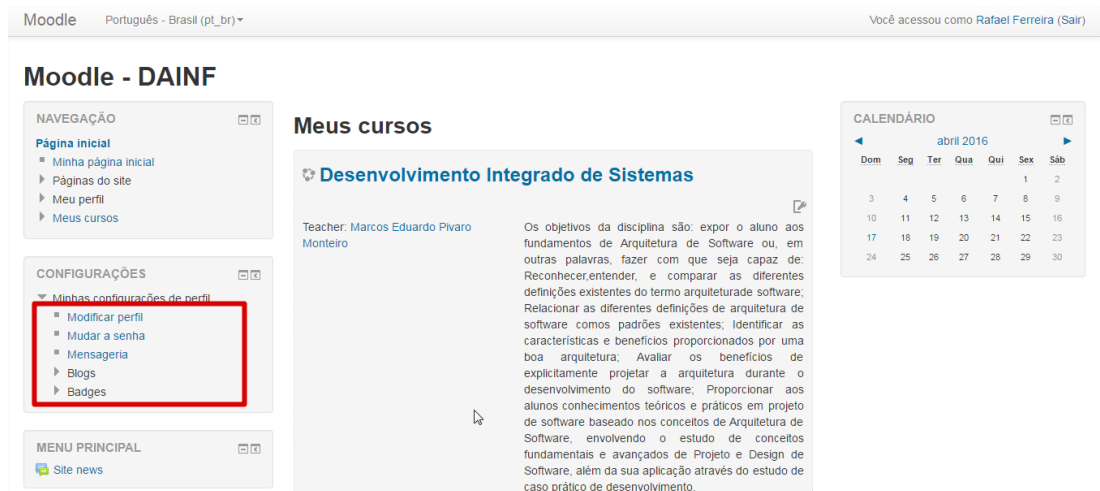 Moodle Português - Brasil (pt_br)
Você acessou como Rafael Ferreira (Sair)
Moodle - DAINF
NAVEGAÇÃO
Página inicial
Minha página inicial
Páginas do site
Meu perfil
Meus cursos
CONFIGURAÇÕES
Minhas configurações de perfil
Modificar perfil
Mudar a senha
Mensageria
Blogs
Badges
MENU PRINCIPAL
Site news
Meus cursos
Desenvolvimento Integrado de Sistemas
Teacher: Marcos Eduardo Pivaro
Monteiro
Os objetivos da disciplina são: expor o aluno aos
fundamentos de Arquitetura de Software ou, em
outras palavras, fazer com que seja capaz de:
Reconhecer,entender, e comparar as diferentes
definições existentes do termo arquiteturade software;
Relacionar as diferentes definições de arquitetura de
software comos padrões existentes; Identificar as
características e benefícios proporcionados por uma
boa arquitetura; Avaliar os benefícios de
explicitamente projetar a arquitetura durante o
desenvolvimento do software; Proporcionar aos
alunos conhecimentos teóricos e práticos em projeto
de software baseado nos conceitos de Arquitetura de
Software, envolvendo o estudo de conceitos
fundamentais e avançados de Projeto e Design de
Software, além da sua aplicação através do estudo de
caso prático de desenvolvimento.
CALENDÁRIO
abril 2016
Dom Seg Ter Qua Qui Sex Sáb
1 2
3 4 5 6 7 8 9
10 11 12 13 14 15 16
17 18 19 20 21 22 23
24 25 26 27 28 29 30